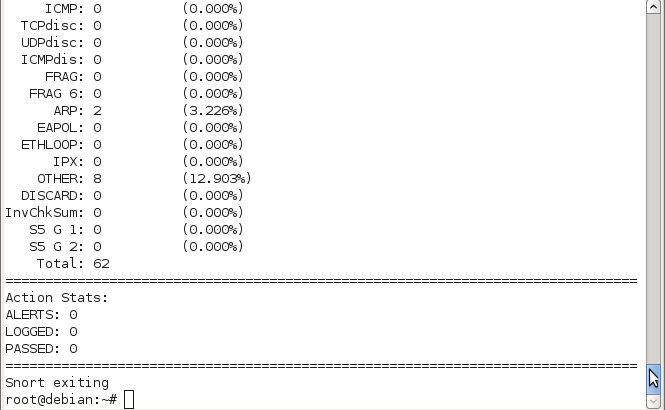 ICMP: 0 (0.000%)
TCPdisc: 0 (0.000%)
UDPdisc: 0 (0.000%)
ICMPdis: 0 (0.000%)
FRAG: 0 (0.000%)
FRAG 6: 0 (0.000%)
ARP: 2 (3.226%)
EAPOL: 0 (0.000%)
ETHLOOP: 0 (0.000%)
IPX: 0 (0.000%)
OTHER: 8 (12.903%)
DISCARD: 0 (0.000%)
InvChkSum: 0 (0.000%)
S5 G 1: 0 (0.000%)
S5 G 2: 0 (0.000%)
Total: 62
===============================================================================
Action Stats:
ALERTS: 0
LOGGED: 0
PASSED: 0
===============================================================================
Snort exiting
root@debian:~#